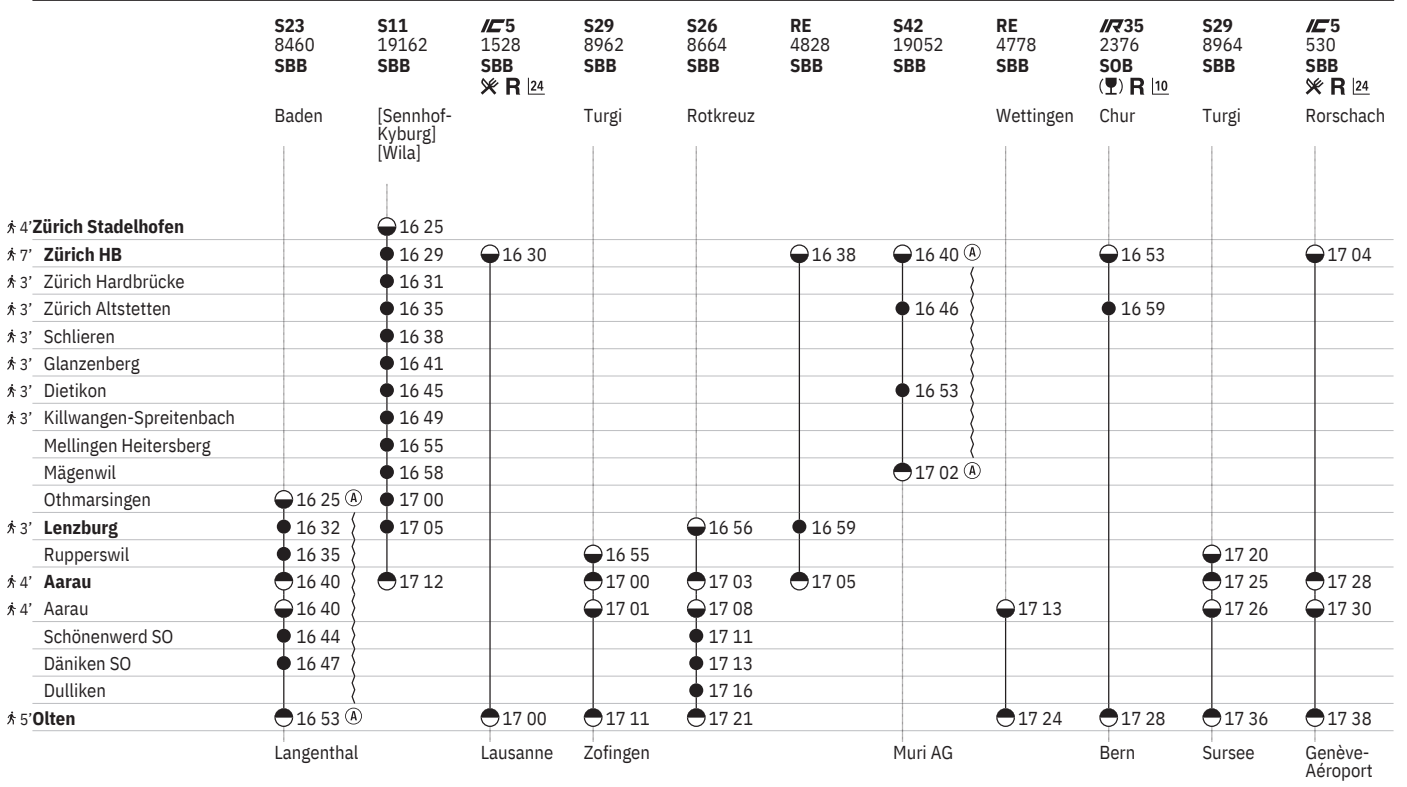 S23 S11 IC5 S29 S26 RE S42 RE IR35 S29 IC5
8460 19162 1528 8962 8664 4828 19052 4778 2376 8964 530
SBB SBB SBB SBB SBB SBB SBB SBB SOB SBB SBB
R 24 R 10 R 24
Baden [Sennhof- Turgi Rotkreuz Wettingen Chur Turgi Rorschach
Kyburg]
[Wila]
4' Zürich Stadelhofen 16 25
7' Zürich HB 16 29 16 30 16 38 16 40 A 16 53 17 04
3' Zürich Hardbrücke 16 31
3' Zürich Altstetten 16 35 16 46 16 59
3' Schlieren 16 38
3' Glanzenberg 16 41
3' Dietikon 16 45 16 53
3' Killwangen-Spreitenbach 16 49
Mellingen Heitersberg 16 55
Mägenwil 16 58 17 02 A
Othmarsingen 16 25 A 17 00
3' Lenzburg 16 32 17 05 16 56 16 59
Rupperswil 16 35 16 55 17 20
4' Aarau 16 40 17 12 17 00 17 03 17 05 17 25 17 28
4' Aarau 16 40 17 01 17 08 17 13 17 26 17 30
Schönenwerd SO 16 44 17 11
Däniken SO 16 47 17 13
Dulliken 17 16
5' Olten 16 53 A 17 00 17 11 17 21 17 24 17 28 17 36 17 38
Langenthal Lausanne Zofingen Muri AG Bern Sursee Genève-
Aéroport